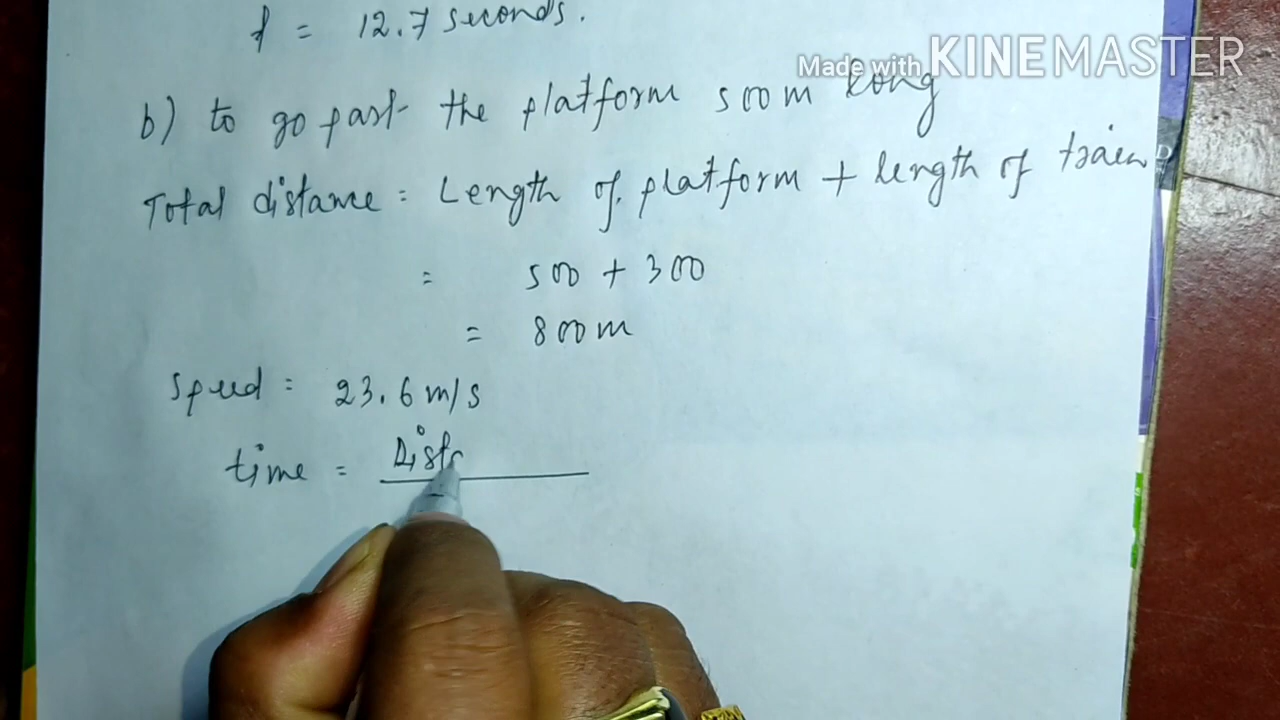 t = 12.7 seconds.
Made with KINEMASTER
b) to go past the platform 500m long
Total distance = Length of platform + length of train
= 500 + 300
= 800m
speed = 23.6 m/s
time = Dista